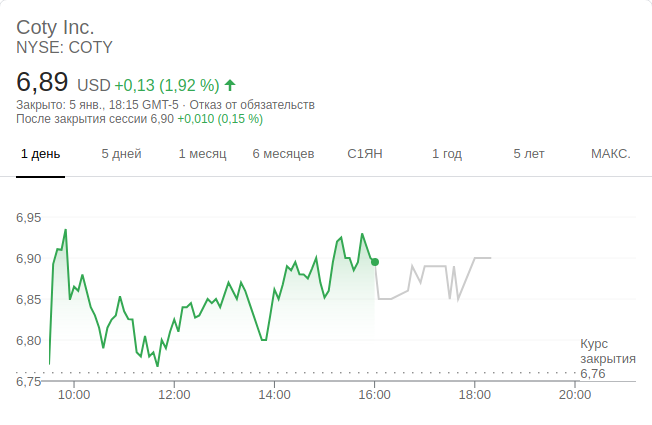 Coty Inc.
NYSE: COTY
6,89 USD +0,13 (1,92 %)
Закрыто: 5 янв., 18:15 GMT-5 · Отказ от обязательств
После закрытия сессии 6,90 +0,010 (0,15 %)
1 день 5 дней 1 месяц 6 месяцев С1ЯН 1 год 5 лет МАКС.
6,95
6,90
6,85
6,80
Курс
закрытия
6,76
6,75
10:00 12:00 14:00 16:00 18:00 20:00